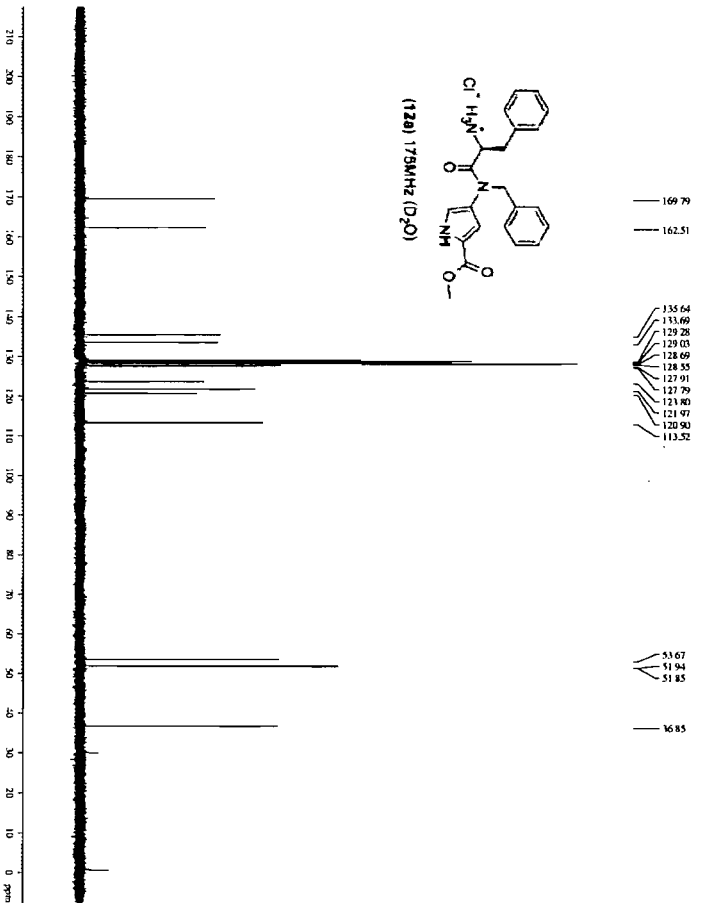 169.79
162.51
135.64
133.69
129.28
129.03
128.69
128.55
127.91
127.79
123.80
121.97
120.90
113.52
53.67
51.94
51.85
36.85
Cl⁻ H₃N⁺
O
N
NH
O
O
(12a) 175MHz (D₂O)
210 200 190 180 170 160 150 140 130 120 110 100 90 80 70 60 50 40 30 20 10 0 ppm